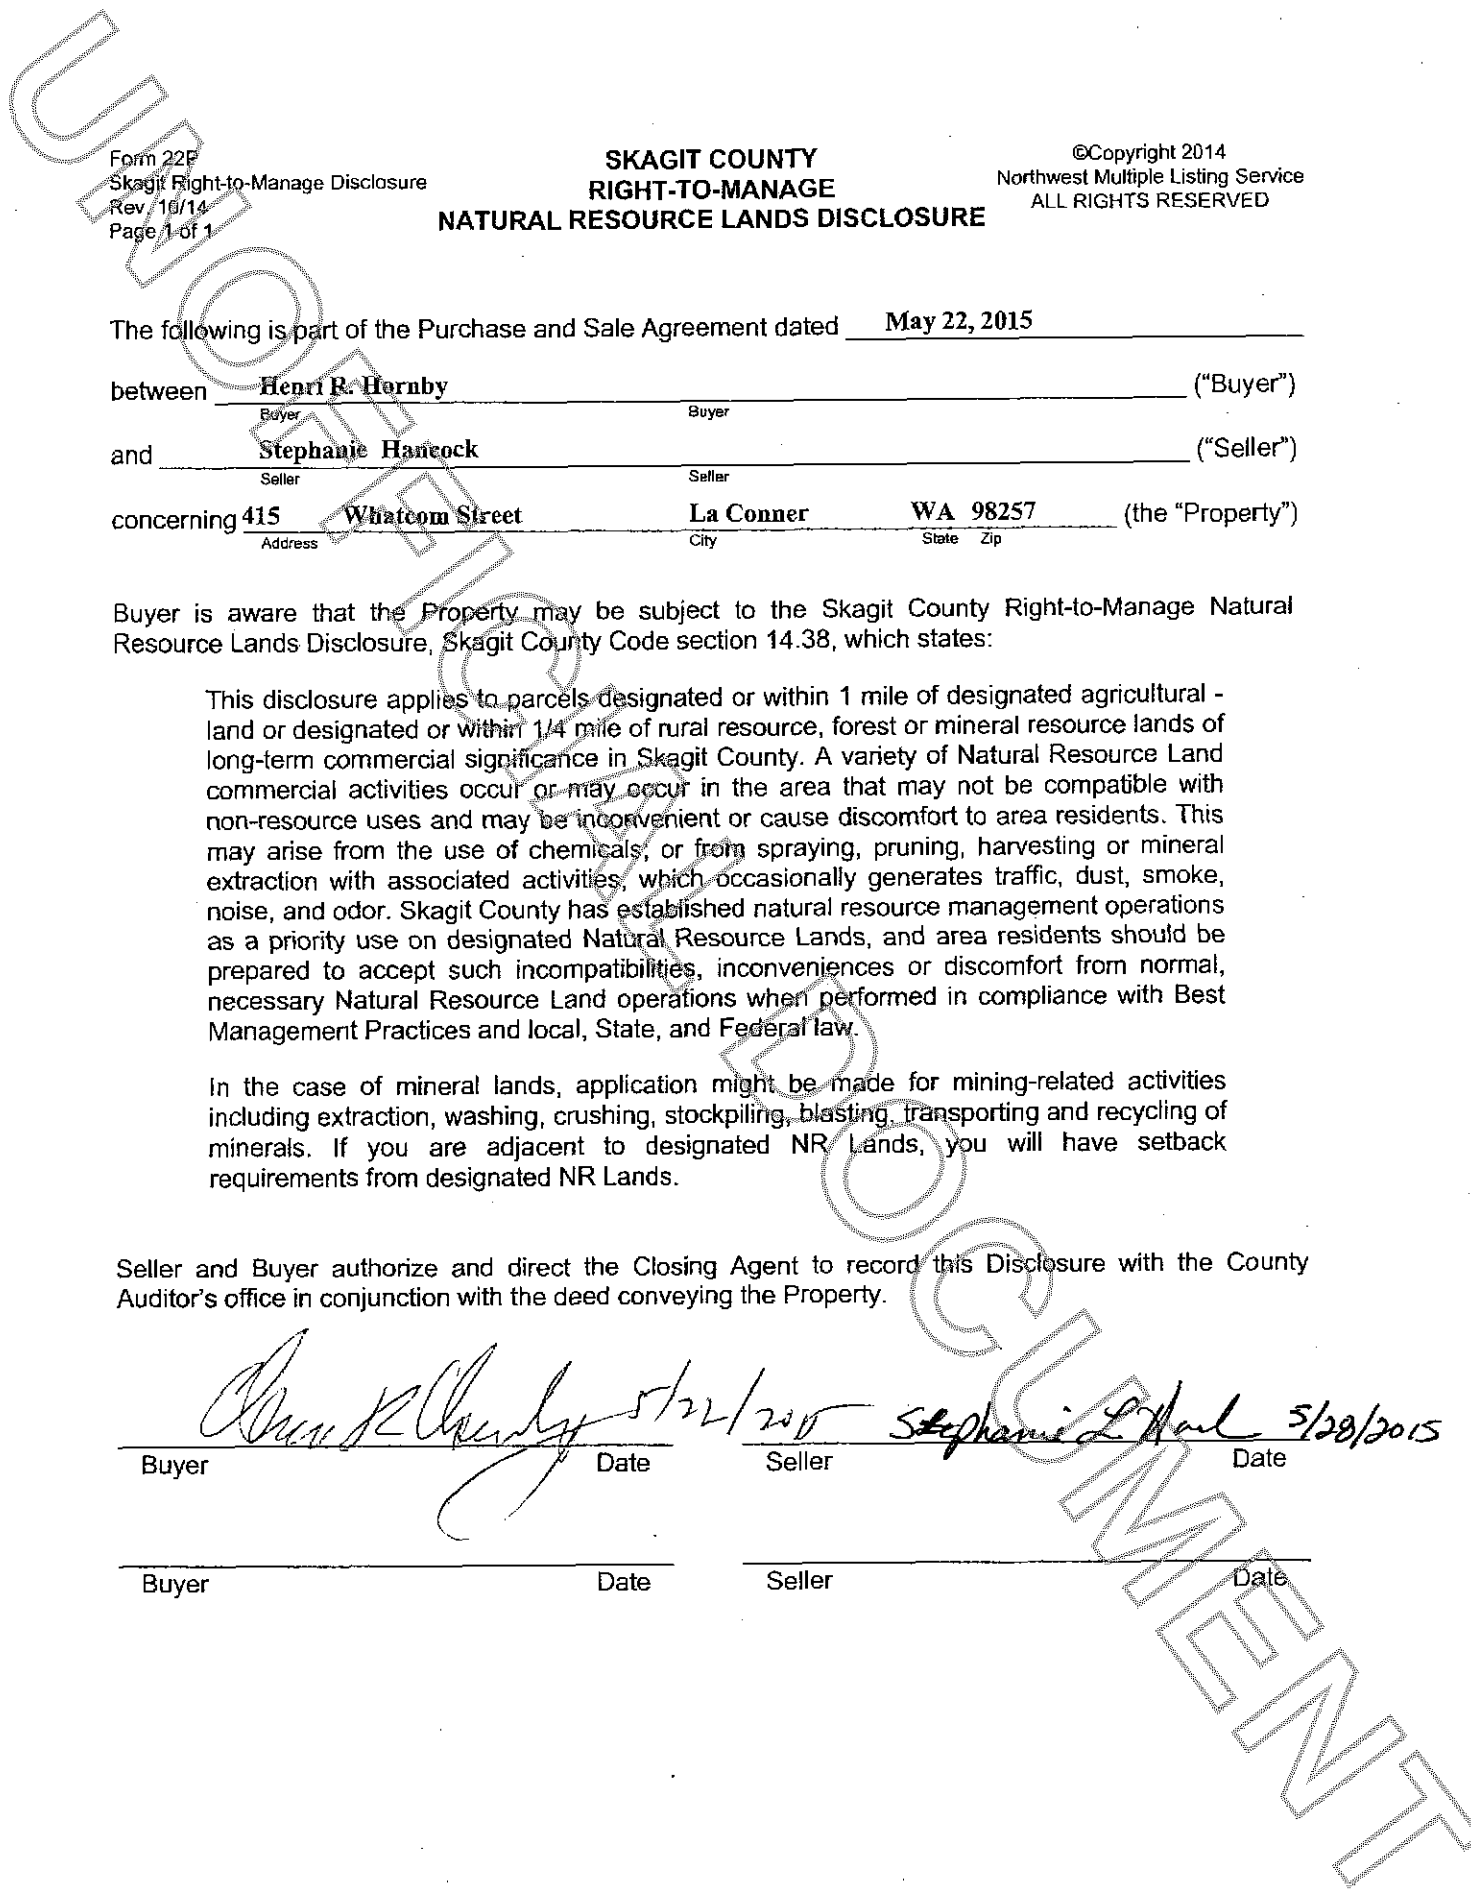 UNOFFICIAL DOCUMENT
Form 22P
Skagit Right-to-Manage Disclosure
Rev. 10/14
Page 1 of 1
SKAGIT COUNTY
RIGHT-TO-MANAGE
NATURAL RESOURCE LANDS DISCLOSURE
©Copyright 2014
Northwest Multiple Listing Service
ALL RIGHTS RESERVED
The following is part of the Purchase and Sale Agreement dated May 22, 2015
between Henri R. Hornby ("Buyer")
Buyer Buyer
and Stephanie Hancock ("Seller")
Seller Seller
concerning 415 Whatcom Street La Conner WA 98257 (the "Property")
Address City State Zip
Buyer is aware that the Property may be subject to the Skagit County Right-to-Manage Natural
Resource Lands Disclosure, Skagit County Code section 14.38, which states:
This disclosure applies to parcels designated or within 1 mile of designated agricultural -
land or designated or within 1/4 mile of rural resource, forest or mineral resource lands of
long-term commercial significance in Skagit County. A variety of Natural Resource Land
commercial activities occur or may occur in the area that may not be compatible with
non-resource uses and may be inconvenient or cause discomfort to area residents. This
may arise from the use of chemicals; or from spraying, pruning, harvesting or mineral
extraction with associated activities, which occasionally generates traffic, dust, smoke,
noise, and odor. Skagit County has established natural resource management operations
as a priority use on designated Natural Resource Lands, and area residents should be
prepared to accept such incompatibilities, inconveniences or discomfort from normal,
necessary Natural Resource Land operations when performed in compliance with Best
Management Practices and local, State, and Federal law.
In the case of mineral lands, application might be made for mining-related activities
including extraction, washing, crushing, stockpiling, blasting, transporting and recycling of
minerals. If you are adjacent to designated NR Lands, you will have setback
requirements from designated NR Lands.
Seller and Buyer authorize and direct the Closing Agent to record this Disclosure with the County
Auditor's office in conjunction with the deed conveying the Property.
5/22/2015 Stephanie L 5/28/2015
Buyer Date Seller Date
Buyer Date Seller Date